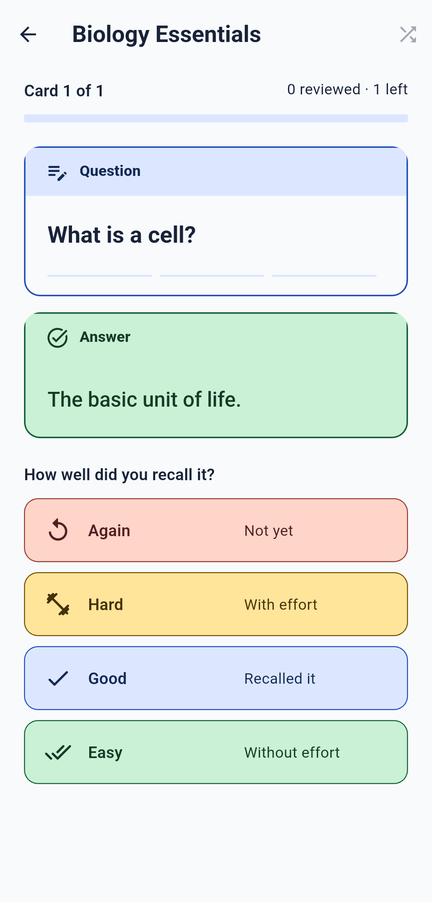 Biology Essentials
Card 1 of 1
0 reviewed · 1 left
Question
What is a cell?
Answer
The basic unit of life.
How well did you recall it?
Again Not yet
Hard With effort
Good Recalled it
Easy Without effort